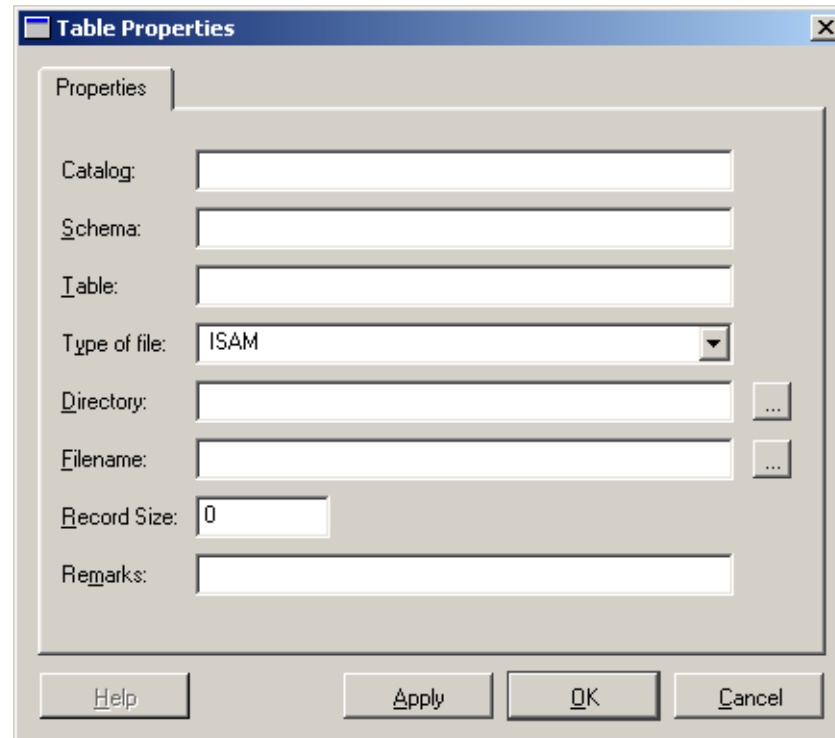 Table Properties
Properties
Catalog:
Schema:
Table:
Type of file: ISAM
Directory: ...
Filename: ...
Record Size: 0
Remarks:
Help Apply OK Cancel